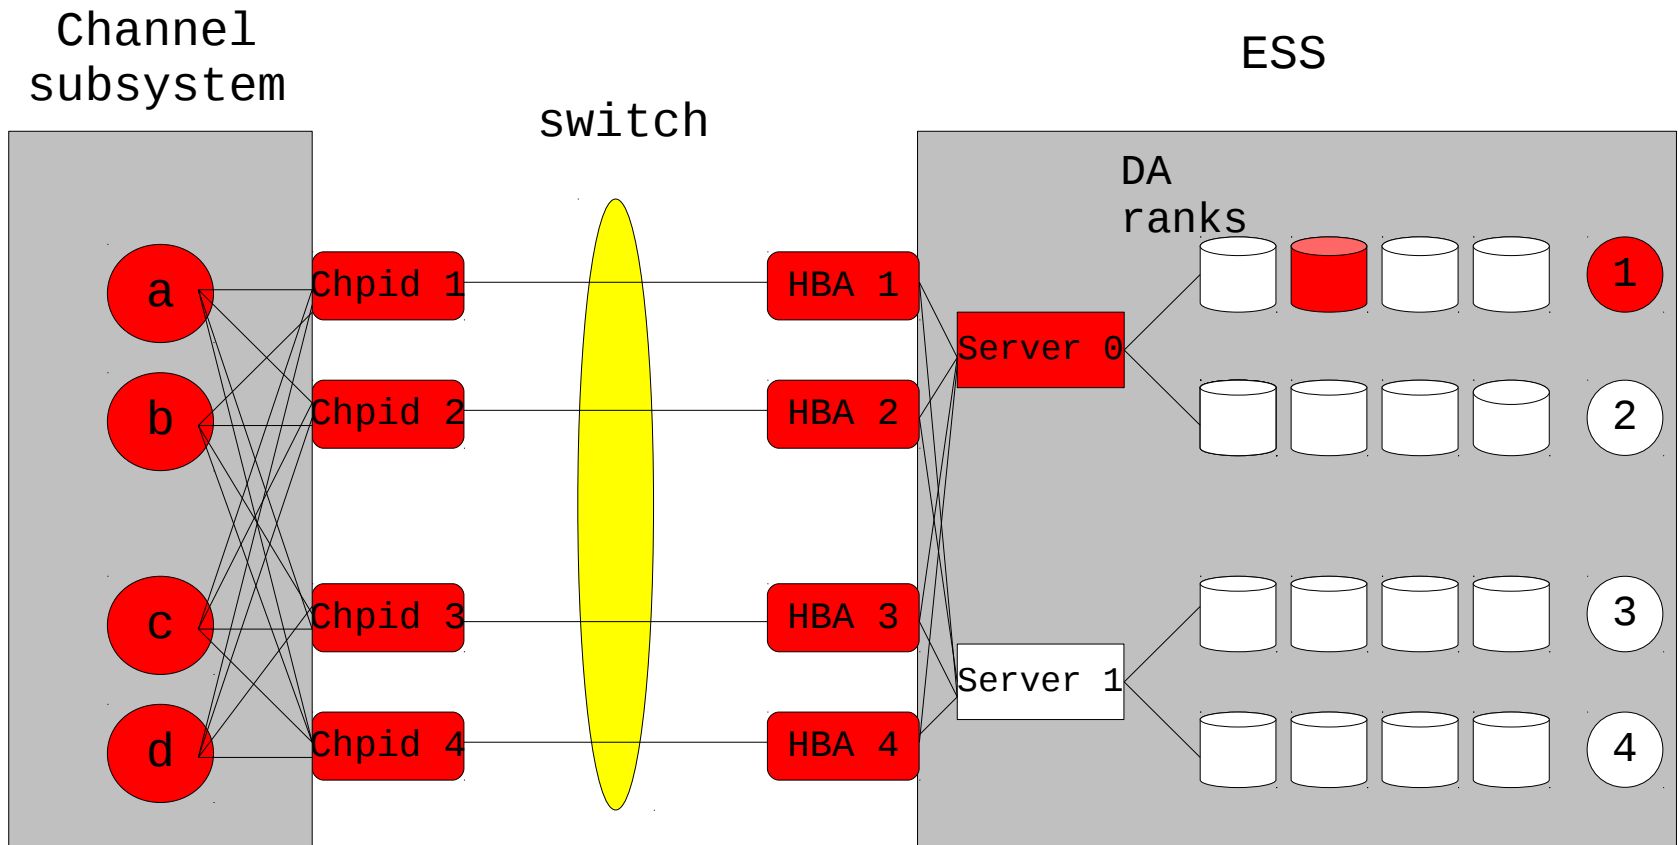 Channel
subsystem
ESS
switch
DA
ranks
a
b
c
d
Chpid 1
Chpid 2
Chpid 3
Chpid 4
HBA 1
HBA 2
HBA 3
HBA 4
Server 0
Server 1
1
2
3
4